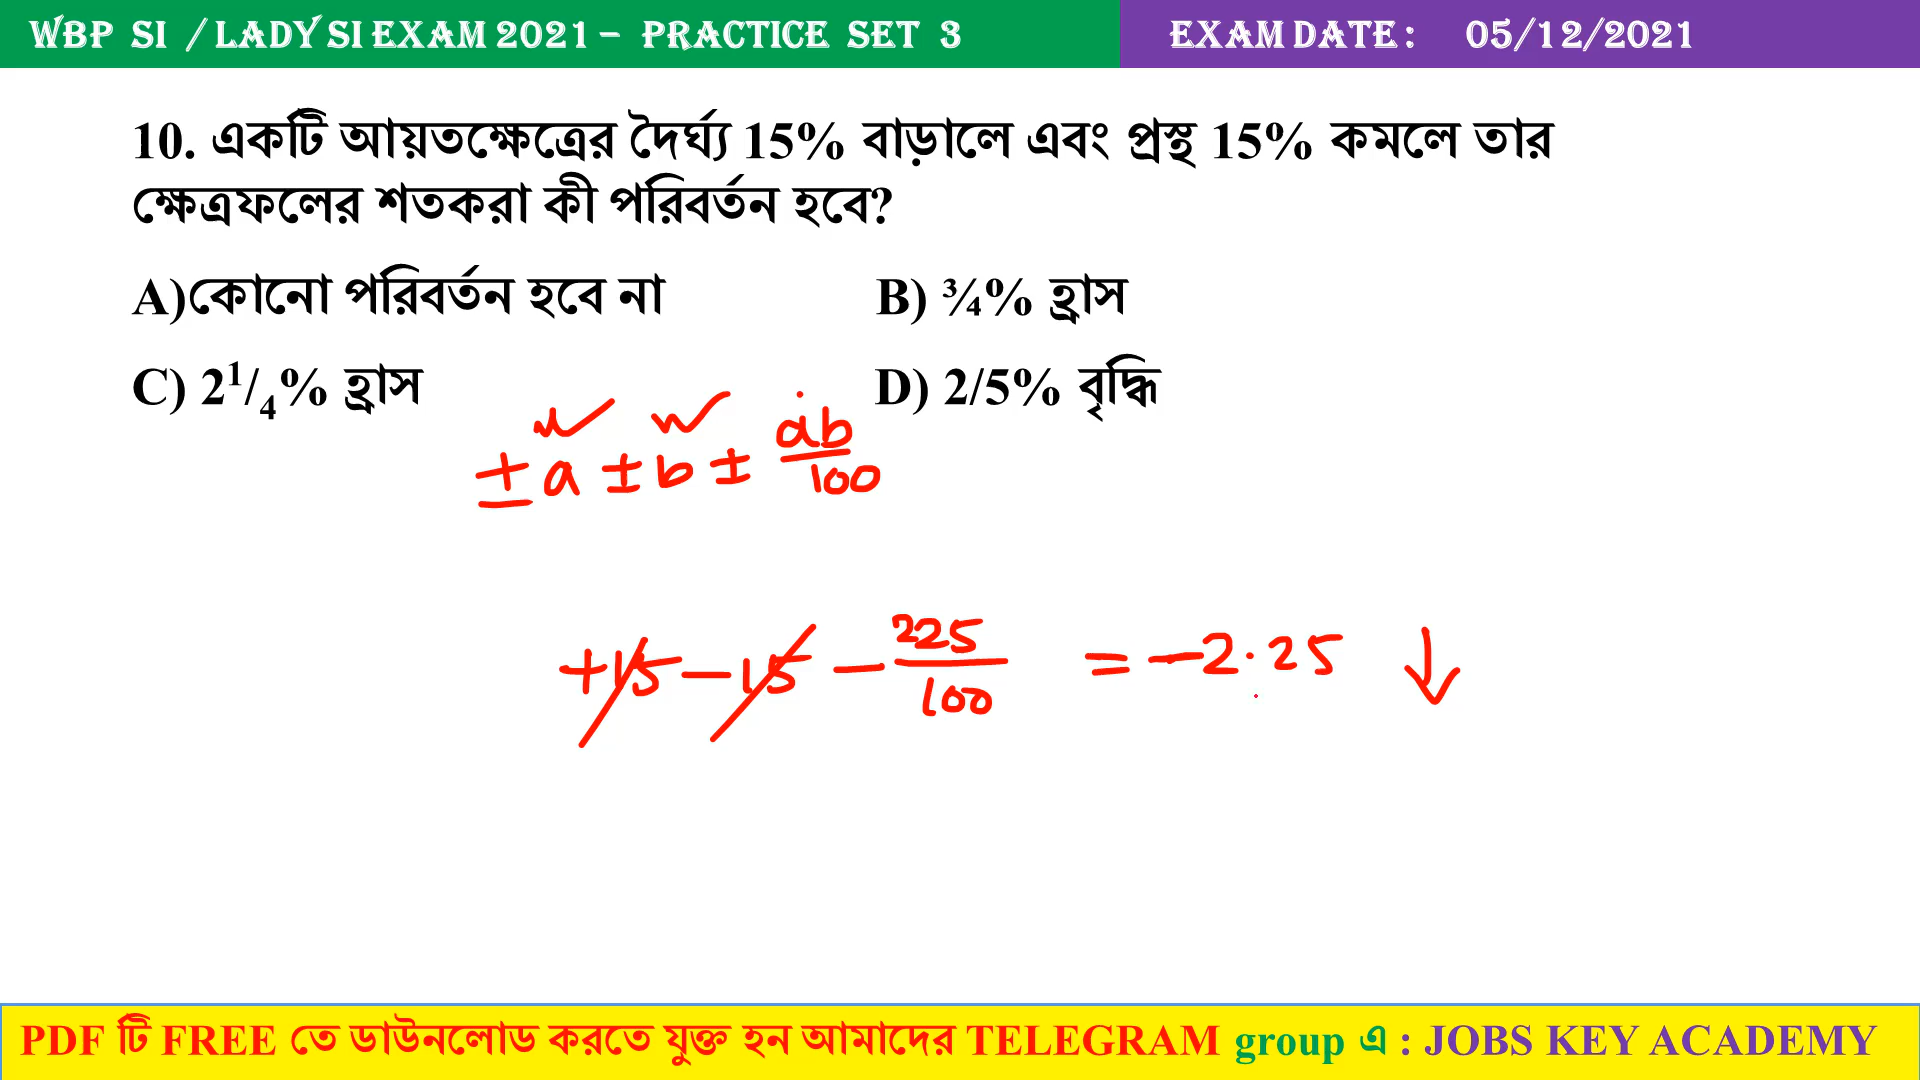 WBP SI / LADY SI EXAM 2021 – PRACTICE SET 3 EXAM DATE : 05/12/2021
10. একটি আয়তক্ষেত্রের দৈর্ঘ্য 15% বাড়ালে এবং প্রস্থ 15% কমলে তার
ক্ষেত্রফলের শতকরা কী পরিবর্তন হবে?
A)কোনো পরিবর্তন হবে না B) ¾% হ্রাস
C) 2¹/₄% হ্রাস D) 2/5% বৃদ্ধি
± a ± b ± ab/100
+15 – 15 – 225/100 = –2.25 ↓
PDF টি FREE তে ডাউনলোড করতে যুক্ত হন আমাদের TELEGRAM group এ : JOBS KEY ACADEMY